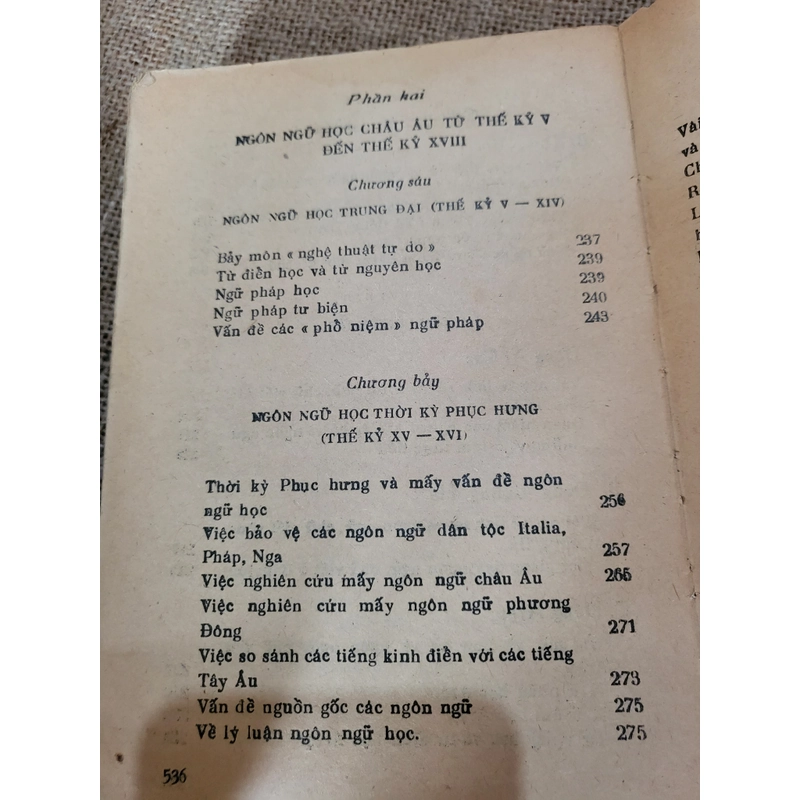 Phần hai
NGÔN NGỮ HỌC CHÂU ÂU TỪ THẾ KỶ V
ĐẾN THẾ KỶ XVIII
Chương sáu
NGÔN NGỮ HỌC TRUNG ĐẠI (THẾ KỶ V — XIV)
Bảy môn « nghệ thuật tự do » 237
Từ điển học và từ nguyên học 239
Ngữ pháp học 239
Ngữ pháp tư biện 240
Vấn đề các « phổ niệm » ngữ pháp 243
Chương bảy
NGÔN NGỮ HỌC THỜI KỲ PHỤC HƯNG
(THẾ KỶ XV — XVI)
Thời kỳ Phục hưng và mấy vấn đề ngôn
ngữ học 256
Việc bảo vệ các ngôn ngữ dân tộc Italia,
Pháp, Nga 257
Việc nghiên cứu mấy ngôn ngữ châu Âu 265
Việc nghiên cứu mấy ngôn ngữ phương
Đông 271
Việc so sánh các tiếng kinh điển với các tiếng
Tây Âu 273
Vấn đề nguồn gốc các ngôn ngữ 275
Về lý luận ngôn ngữ học. 275
536
Vài
và